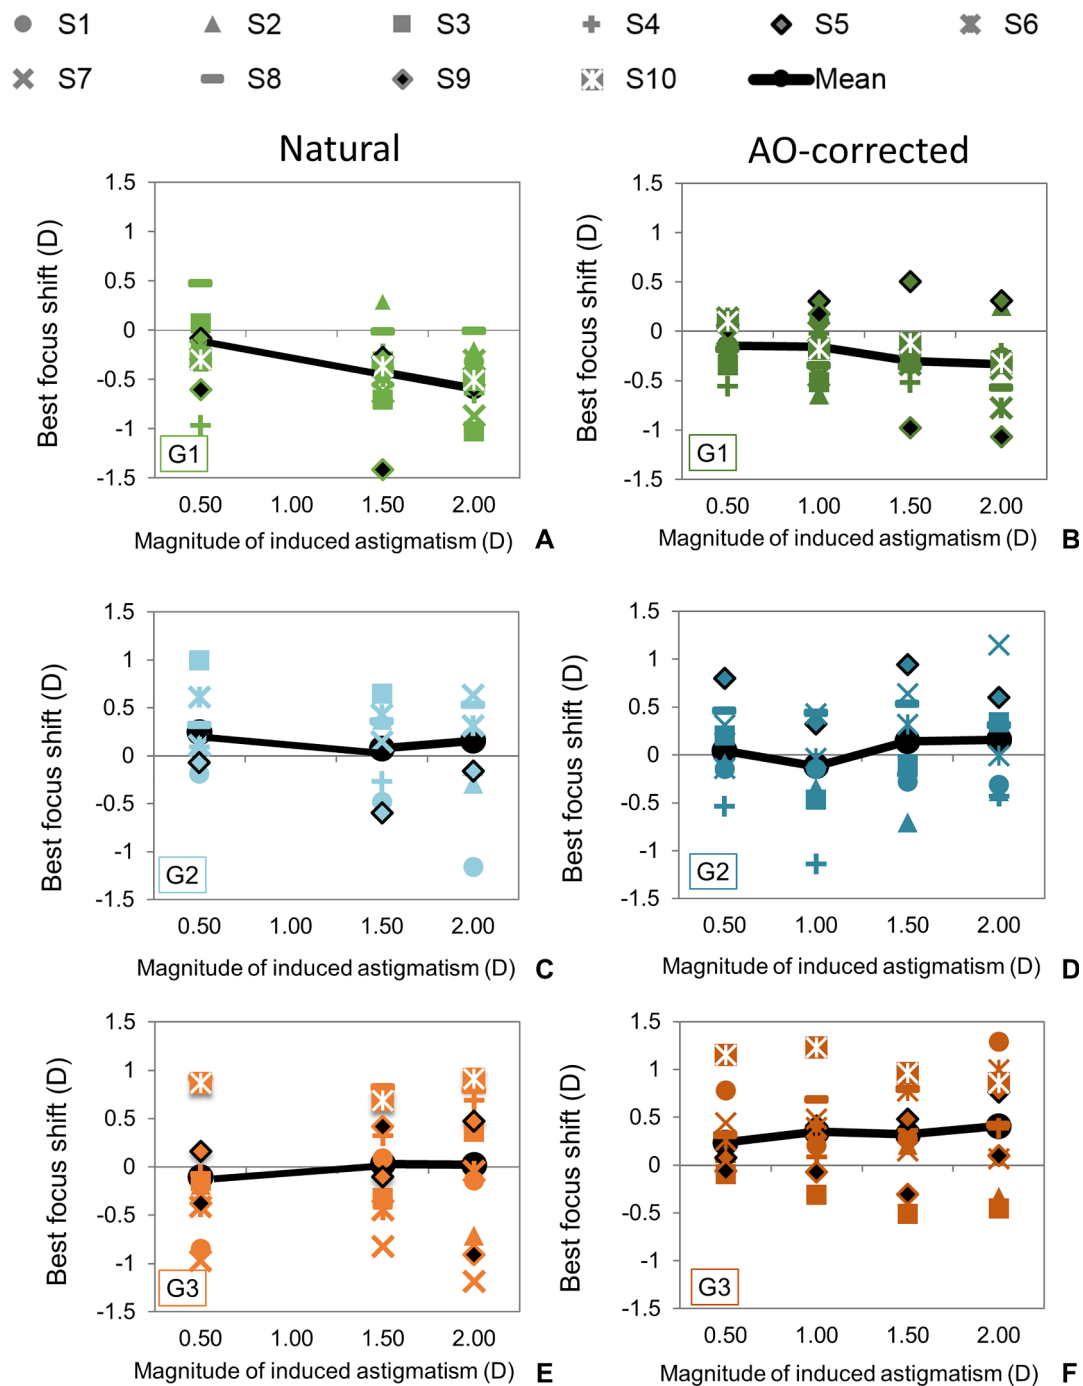 S1 S2 S3 S4 S5 S6
S7 S8 S9 S10 Mean
Natural AO-corrected
Best focus shift (D)
1.5
1
0.5
0
-0.5
-1
-1.5
G1
0.50 1.00 1.50 2.00
Magnitude of induced astigmatism (D) A
Best focus shift (D)
1.5
1
0.5
0
-0.5
-1
-1.5
G1
0.50 1.00 1.50 2.00
Magnitude of induced astigmatism (D) B
Best focus shift (D)
1.5
1
0.5
0
-0.5
-1
-1.5
G2
0.50 1.00 1.50 2.00
Magnitude of induced astigmatism (D) C
Best focus shift (D)
1.5
1
0.5
0
-0.5
-1
-1.5
G2
0.50 1.00 1.50 2.00
Magnitude of induced astigmatism (D) D
Best focus shift (D)
1.5
1
0.5
0
-0.5
-1
-1.5
G3
0.50 1.00 1.50 2.00
Magnitude of induced astigmatism (D) E
Best focus shift (D)
1.5
1
0.5
0
-0.5
-1
-1.5
G3
0.50 1.00 1.50 2.00
Magnitude of induced astigmatism (D) F